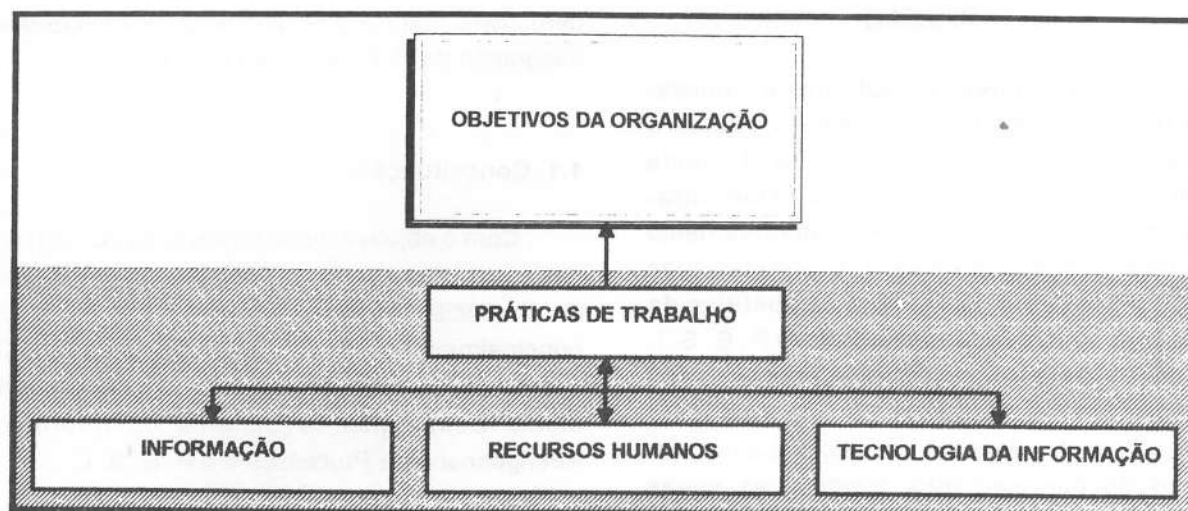 OBJETIVOS DA ORGANIZAÇÃO
PRÁTICAS DE TRABALHO
INFORMAÇÃO
RECURSOS HUMANOS
TECNOLOGIA DA INFORMAÇÃO